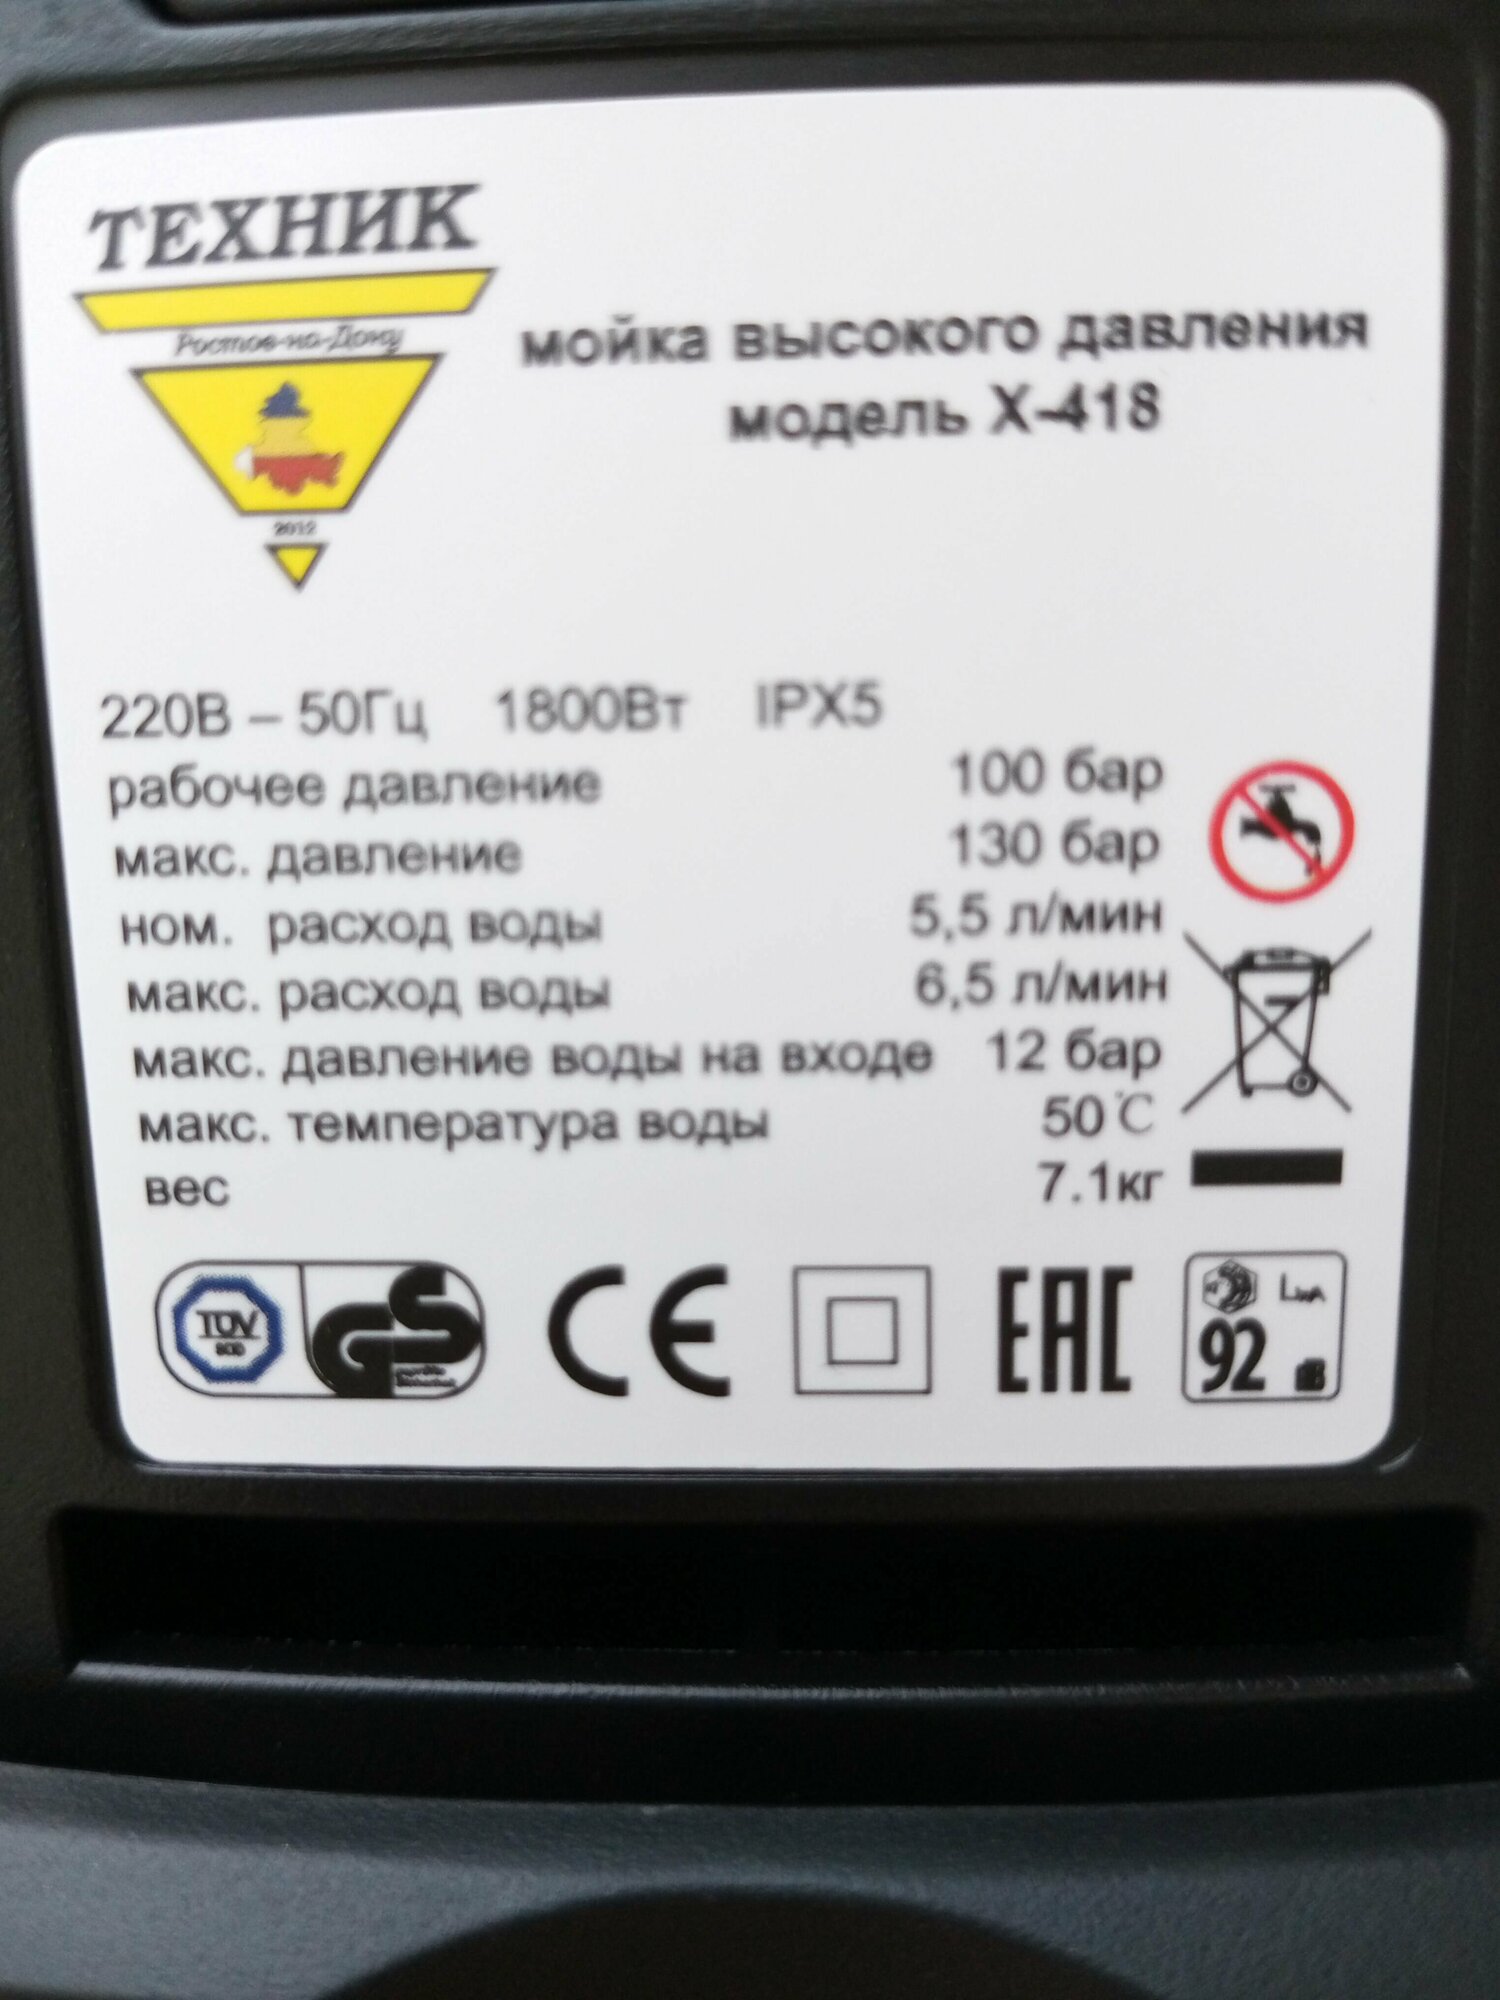 ТЕХНИК
Ростов-на-Дону
2012
мойка высокого давления
модель X-418
220В – 50Гц 1800Вт IPX5
рабочее давление 100 бар
макс. давление 130 бар
ном. расход воды 5,5 л/мин
макс. расход воды 6,5 л/мин
макс. давление воды на входе 12 бар
макс. температура воды 50℃
вес 7.1кг
TÜV
GS
CE
EAC
LWA
92 dB